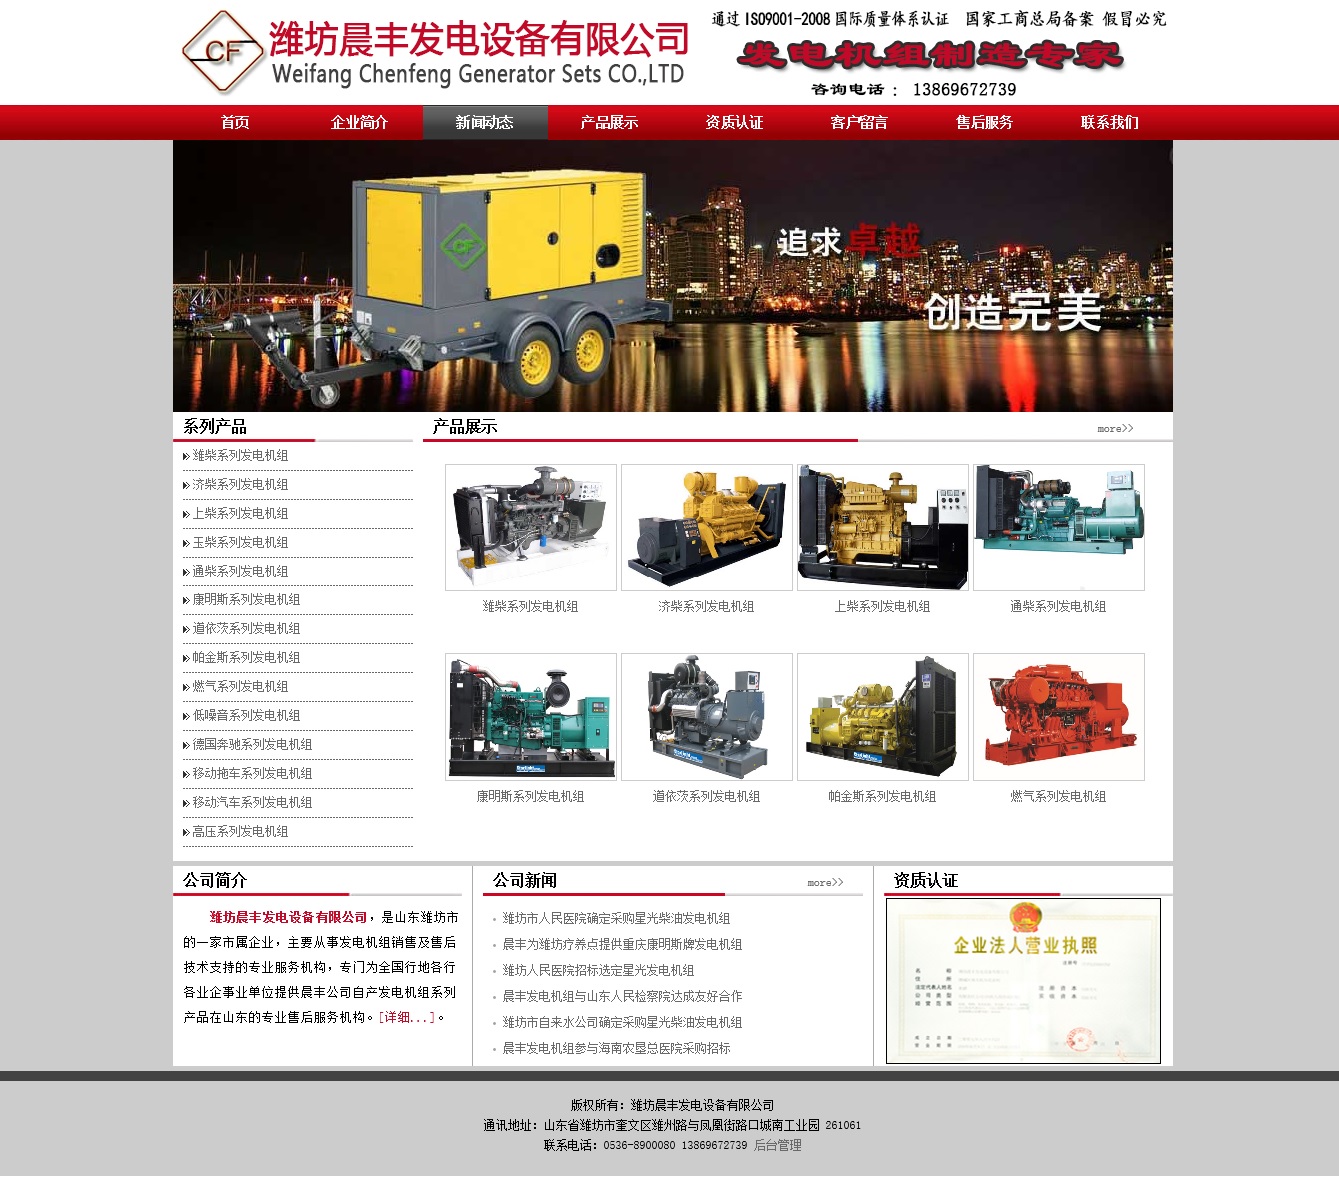 CF
潍坊晨丰发电设备有限公司
Weifang Chenfeng Generator Sets CO.,LTD
通过 ISO9001-2008 国际质量体系认证 国家工商总局备案 假冒必究
发电机组制造专家
咨询电话 : 13869672739
首页 企业简介 新闻动态 产品展示 资质认证 客户留言 售后服务 联系我们
CF
追求卓越
创造完美
系列产品
潍柴系列发电机组
济柴系列发电机组
上柴系列发电机组
玉柴系列发电机组
通柴系列发电机组
康明斯系列发电机组
道依茨系列发电机组
帕金斯系列发电机组
燃气系列发电机组
低噪音系列发电机组
德国奔驰系列发电机组
移动拖车系列发电机组
移动汽车系列发电机组
高压系列发电机组
产品展示 more>>
潍柴系列发电机组 济柴系列发电机组 上柴系列发电机组 通柴系列发电机组
康明斯系列发电机组 道依茨系列发电机组 帕金斯系列发电机组 燃气系列发电机组
公司简介
潍坊晨丰发电设备有限公司，是山东潍坊市
的一家市属企业，主要从事发电机组销售及售后
技术支持的专业服务机构，专门为全国行地各行
各业企事业单位提供晨丰公司自产发电机组系列
产品在山东的专业售后服务机构。[详细...]。
公司新闻 more>>
潍坊市人民医院确定采购星光柴油发电机组
晨丰为潍坊疗养点提供重庆康明斯牌发电机组
潍坊人民医院招标选定星光发电机组
晨丰发电机组与山东人民检察院达成友好合作
潍坊市自来水公司确定采购星光柴油发电机组
晨丰发电机组参与海南农垦总医院采购招标
资质认证
企业法人营业执照
版权所有：潍坊晨丰发电设备有限公司
通讯地址：山东省潍坊市奎文区潍州路与凤凰街路口城南工业园 261061
联系电话：0536-8900080 13869672739 后台管理